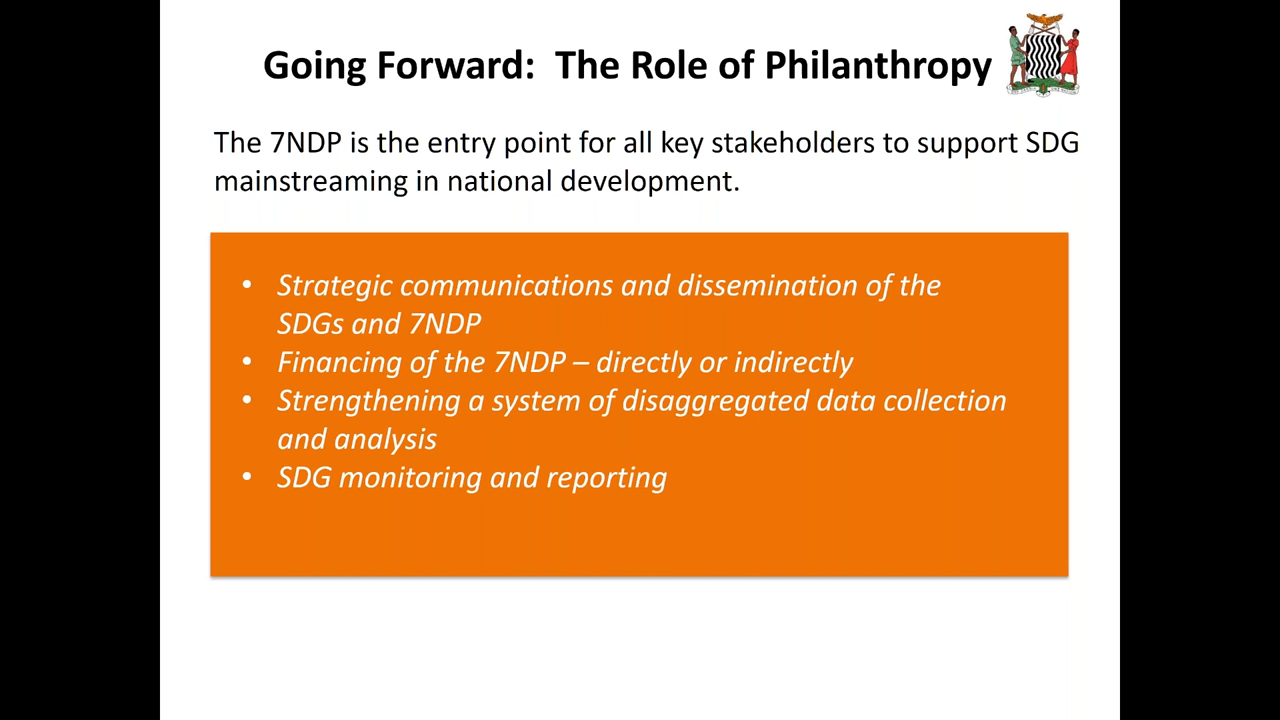 Going Forward:  The Role of Philanthropy
The 7NDP is the entry point for all key stakeholders to support SDG
mainstreaming in national development.
• Strategic communications and dissemination of the
SDGs and 7NDP
• Financing of the 7NDP – directly or indirectly
• Strengthening a system of disaggregated data collection
and analysis
• SDG monitoring and reporting